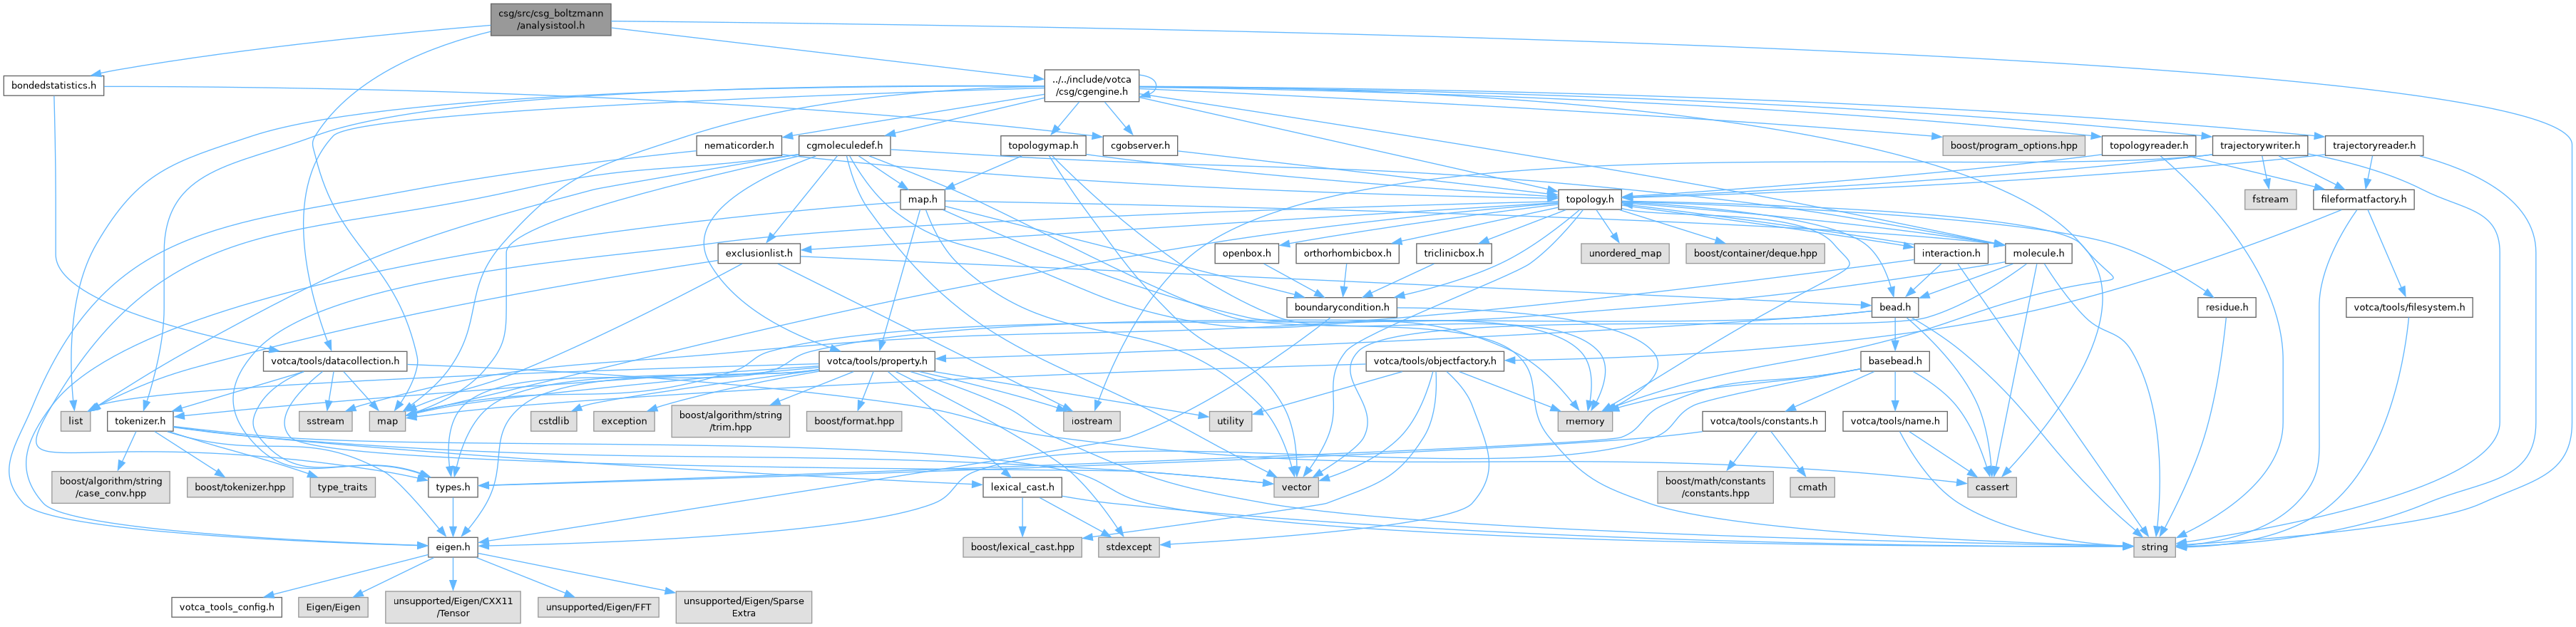 csg/src/csg_boltzmann
/analysistool.h
bondedstatistics.h
../../include/votca
/csg/cgengine.h
nematicorder.h
cgmoleculedef.h
topologymap.h
cgobserver.h
boost/program_options.hpp
topologyreader.h
trajectorywriter.h
trajectoryreader.h
map.h
topology.h
fstream
fileformatfactory.h
exclusionlist.h
openbox.h
orthorhombicbox.h
triclinicbox.h
unordered_map
boost/container/deque.hpp
interaction.h
molecule.h
boundarycondition.h
bead.h
residue.h
votca/tools/filesystem.h
votca/tools/datacollection.h
votca/tools/property.h
votca/tools/objectfactory.h
basebead.h
list
tokenizer.h
sstream
map
cstdlib
exception
boost/algorithm/string
/trim.hpp
boost/format.hpp
iostream
utility
memory
votca/tools/constants.h
votca/tools/name.h
boost/algorithm/string
/case_conv.hpp
boost/tokenizer.hpp
type_traits
types.h
lexical_cast.h
vector
boost/math/constants
/constants.hpp
cmath
cassert
eigen.h
boost/lexical_cast.hpp
stdexcept
string
votca_tools_config.h
Eigen/Eigen
unsupported/Eigen/CXX11
/Tensor
unsupported/Eigen/FFT
unsupported/Eigen/Sparse
Extra